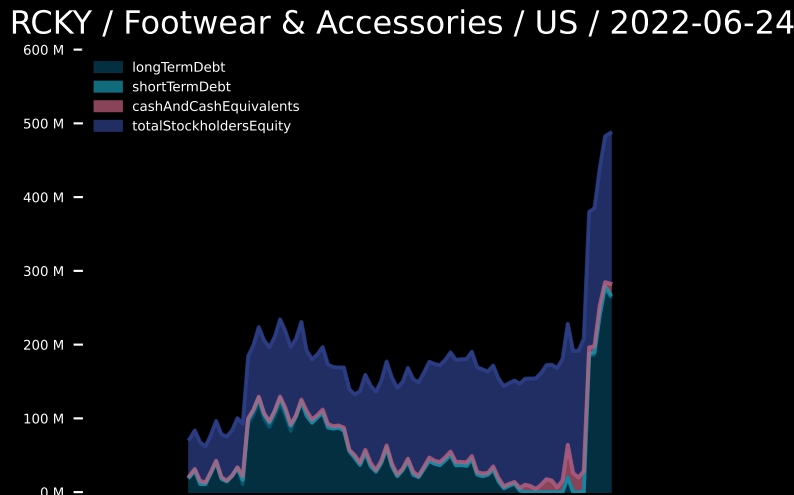 RCKY / Footwear & Accessories / US / 2022-06-24
600 M
longTermDebt
shortTermDebt
cashAndCashEquivalents
totalStockholdersEquity
500 M
400 M
300 M
200 M
100 M
0 M